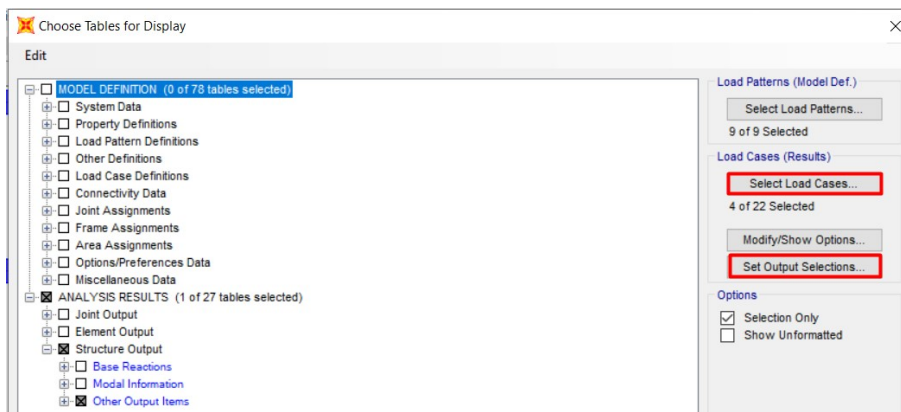 Choose Tables for Display
Edit
MODEL DEFINITION (0 of 78 tables selected)
System Data
Property Definitions
Load Pattern Definitions
Other Definitions
Load Case Definitions
Connectivity Data
Joint Assignments
Frame Assignments
Area Assignments
Options/Preferences Data
Miscellaneous Data
ANALYSIS RESULTS (1 of 27 tables selected)
Joint Output
Element Output
Structure Output
Base Reactions
Modal Information
Other Output Items
Load Patterns (Model Def.)
Select Load Patterns...
9 of 9 Selected
Load Cases (Results)
Select Load Cases...
4 of 22 Selected
Modify/Show Options...
Set Output Selections...
Options
Selection Only
Show Unformatted